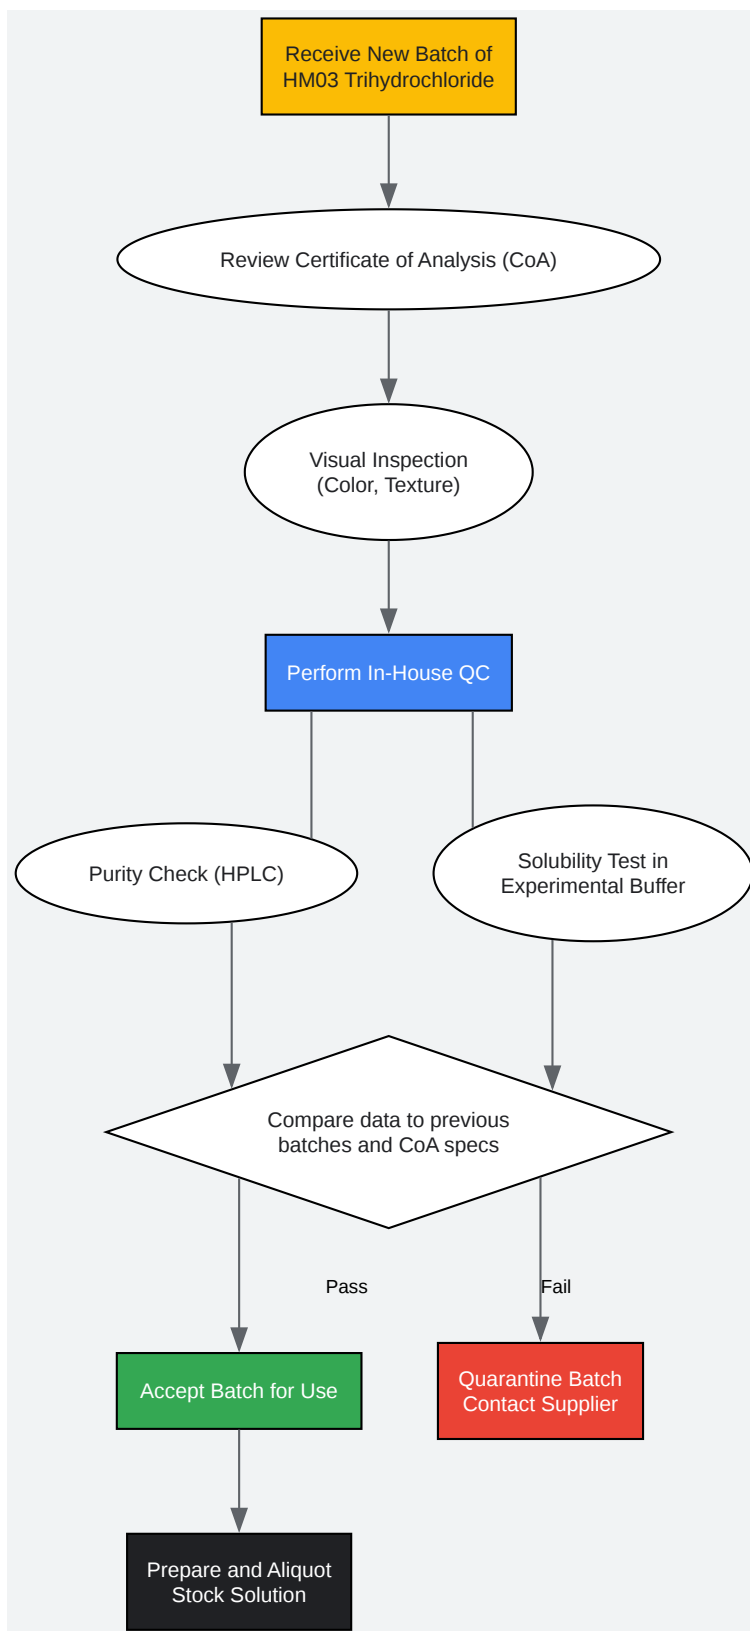 Receive New Batch of
HM03 Trihydrochloride
Review Certificate of Analysis (CoA)
Visual Inspection
(Color, Texture)
Perform In-House QC
Purity Check (HPLC)
Solubility Test in
Experimental Buffer
Compare data to previous
batches and CoA specs
Pass
Fail
Accept Batch for Use
Quarantine Batch
Contact Supplier
Prepare and Aliquot
Stock Solution